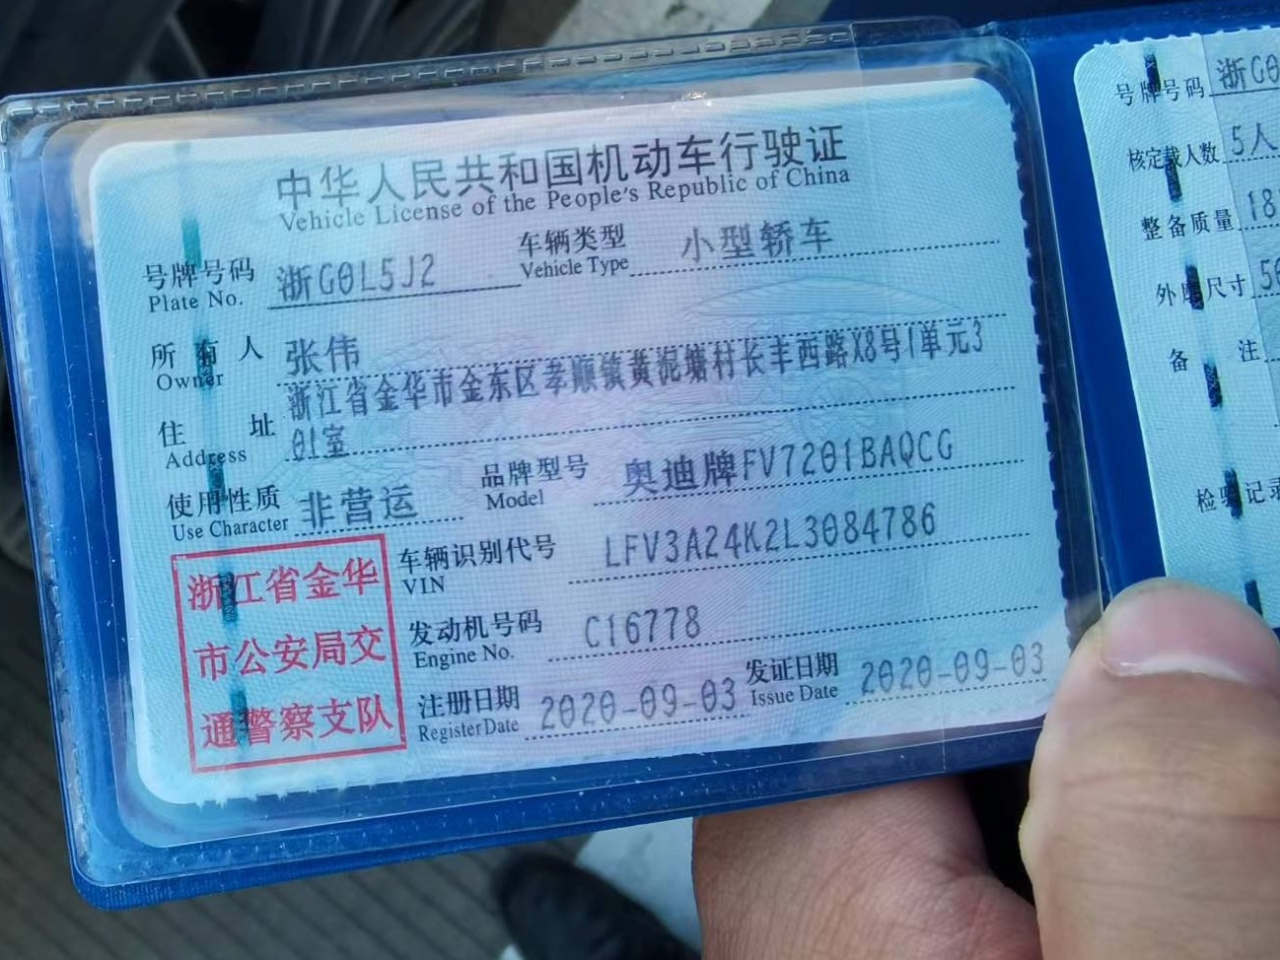 中华人民共和国机动车行驶证
Vehicle License of the People's Republic of China
号牌号码 浙G0L5J2 车辆类型 小型轿车
Plate No. Vehicle Type
所有人 张伟
Owner
住址 浙江省金华市金东区孝顺镇黄泥塘村长丰西路X8号1单元3
Address 01室
使用性质 非营运 品牌型号 奥迪牌FV7201BAQCG
Use Character Model
车辆识别代号 LFV3A24K2L3084786
VIN
发动机号码 C16778
Engine No.
注册日期 2020-09-03 发证日期 2020-09-03
Register Date Issue Date
浙江省金华
市公安局交
通警察支队
号牌号码 浙G0
核定载人数 5人
整备质量 18
外廓尺寸 50
备注
检验记录